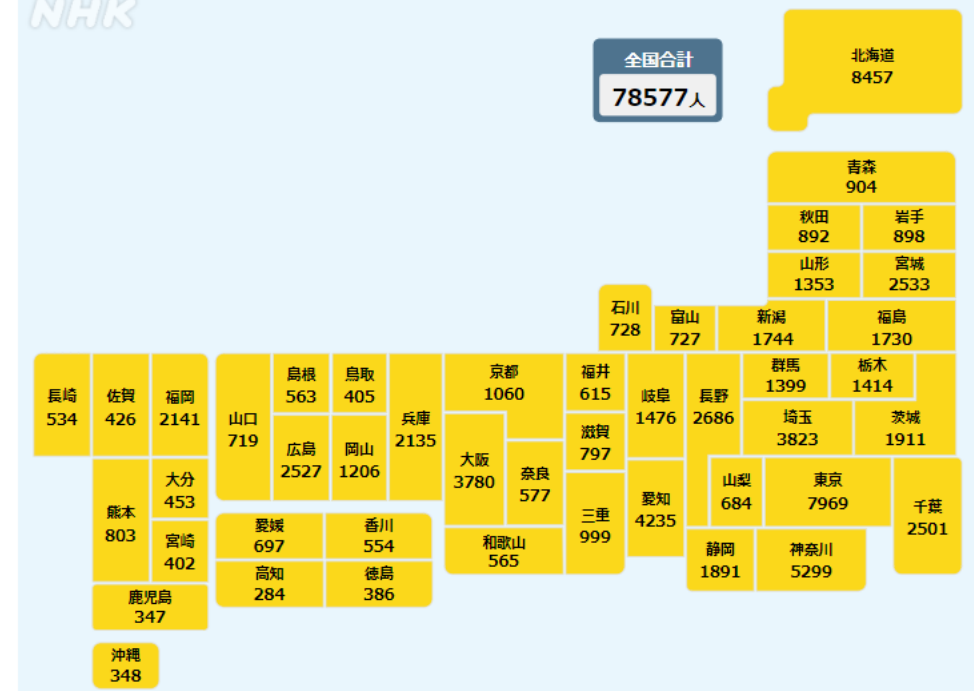 NHK
全国合計
78577人
北海道
8457
青森
904
秋田
892
岩手
898
山形
1353
宮城
2533
石川
728
富山
727
新潟
1744
福島
1730
長崎
534
佐賀
426
福岡
2141
山口
719
島根
563
鳥取
405
兵庫
2135
京都
1060
福井
615
岐阜
1476
長野
2686
群馬
1399
栃木
1414
広島
2527
岡山
1206
滋賀
797
埼玉
3823
茨城
1911
大阪
3780
奈良
577
大分
453
熊本
803
宮崎
402
三重
999
愛知
4235
山梨
684
東京
7969
千葉
2501
愛媛
697
香川
554
和歌山
565
静岡
1891
神奈川
5299
高知
284
徳島
386
鹿児島
347
沖縄
348